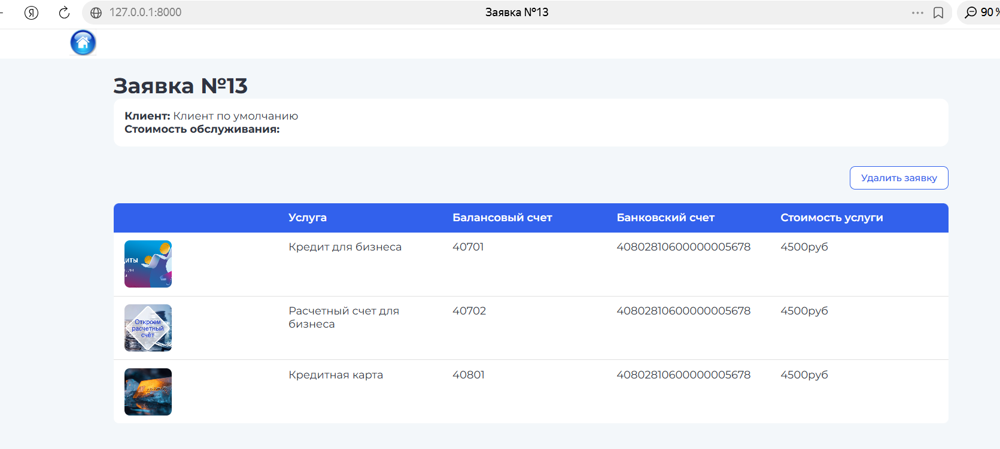 127.0.0.1:8000 Заявка №13 90 %
Заявка №13
Клиент: Клиент по умолчанию
Стоимость обслуживания:
Удалить заявку
Услуга Балансовый счет Банковский счет Стоимость услуги
Кредит для бизнеса 40701 40802810600000005678 4500руб
Расчетный счет для бизнеса 40702 40802810600000005678 4500руб
Откроем
расчетный
счёт
Кредитная карта 40801 40802810600000005678 4500руб